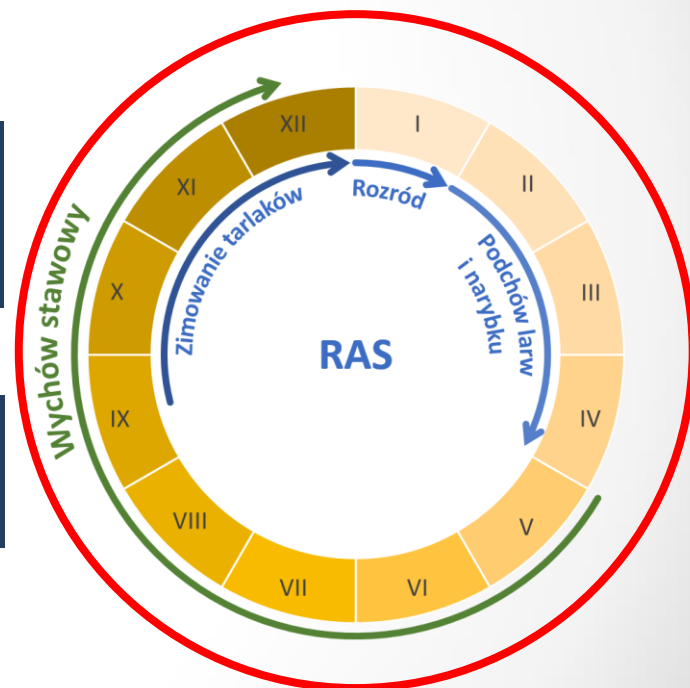 I
II
III
IV
V
VI
VII
VIII
IX
X
XI
XII
Rozród
Podchów larw
i narybku
Zimowanie tarlaków
Wychów stawowy
RAS